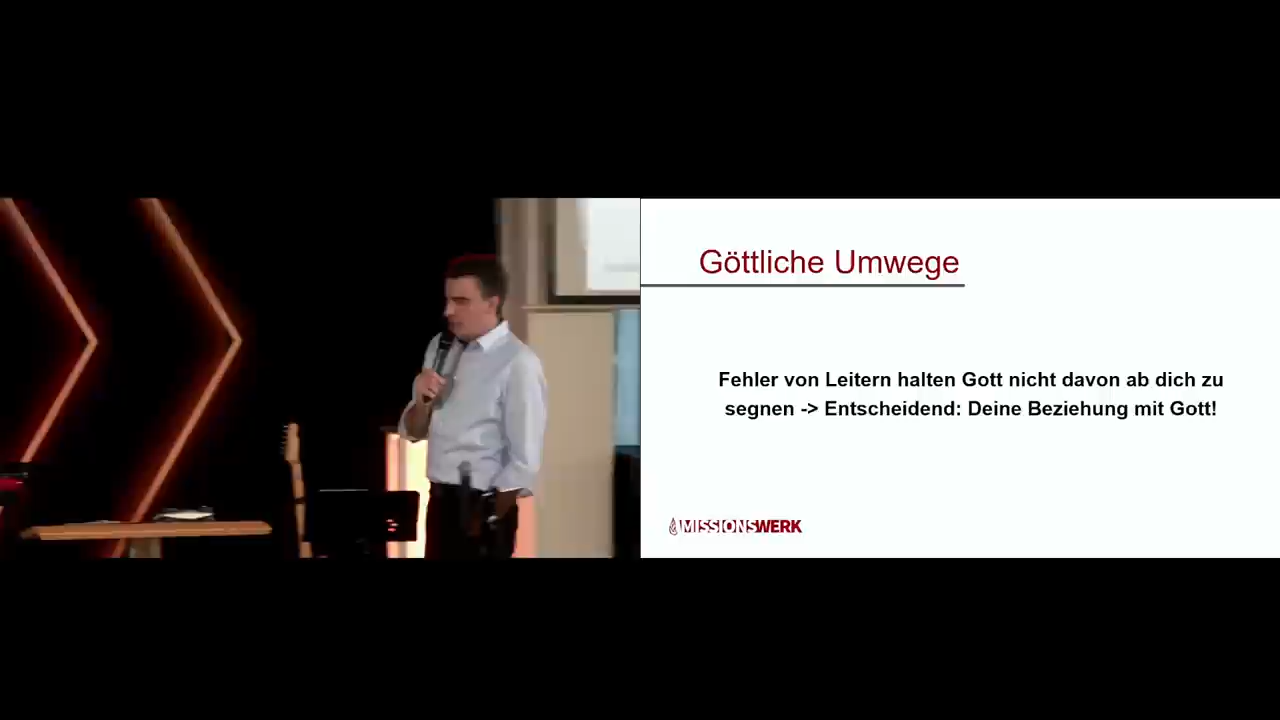 Göttliche Umwege
Fehler von Leitern halten Gott nicht davon ab dich zu
segnen -> Entscheidend: Deine Beziehung mit Gott!
MISSIONSWERK